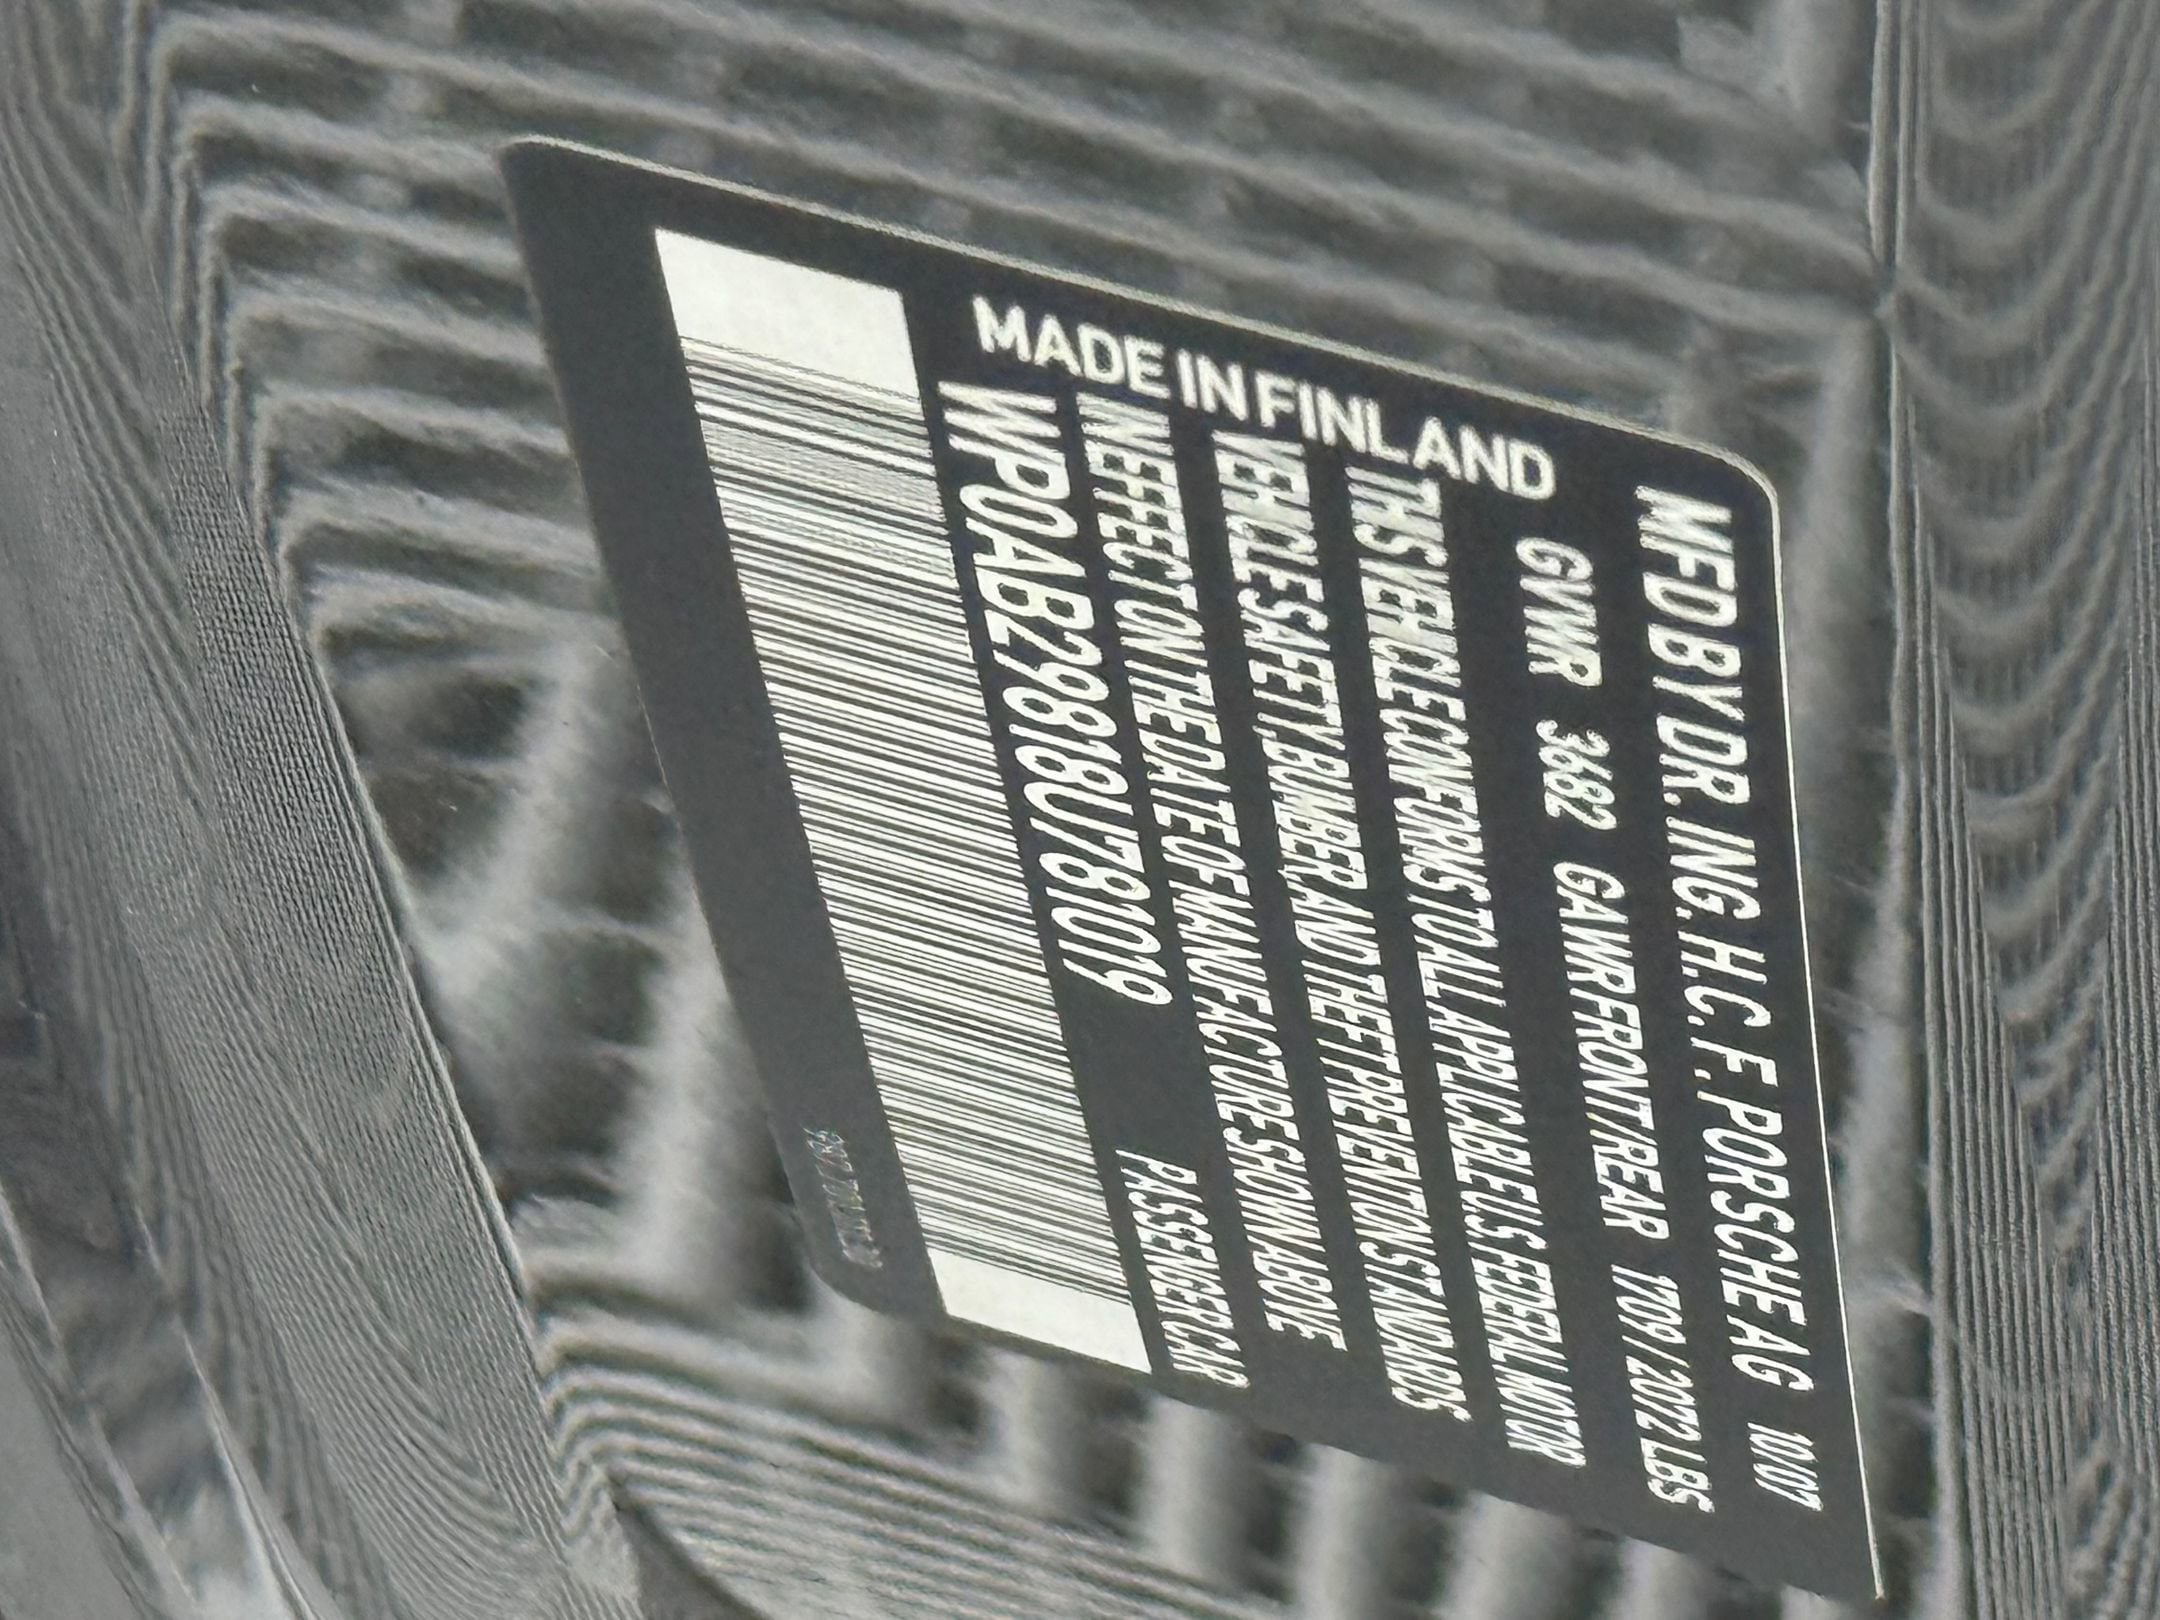 MFD BY DR. ING. H.C. F. PORSCHE AG 10/07
GVWR 3682 GAWR FRONT/REAR 1709 / 2072 LBS
THIS VEHICLE CONFORMS TO ALL APPLICABLE U.S. FEDERAL MOTOR
VEHICLE SAFETY, BUMBER, AND THEFT PREVENTION STANDARDS
IN EFFECT ON THE DATE OF MANUFACTURE SHOWN ABOVE
WP0AB29818U781019 PASSENGER CAR
MADE IN FINLAND